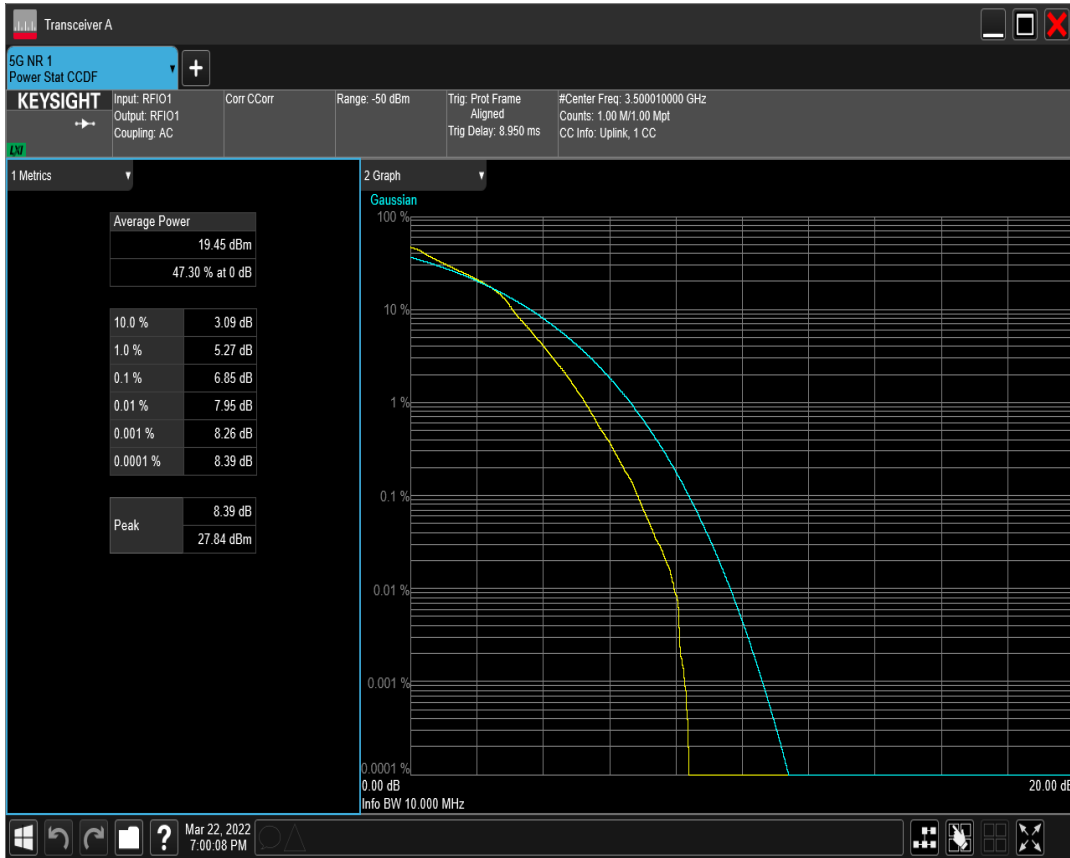 Transceiver A
5G NR 1
Power Stat CCDF
+
KEYSIGHT
LXI
Input: RFIO1
Output: RFIO1
Coupling: AC
Corr CCorr
Range: -50 dBm
Trig: Prot Frame
Aligned
Trig Delay: 8.950 ms
#Center Freq: 3.500010000 GHz
Counts: 1.00 M/1.00 Mpt
CC Info: Uplink, 1 CC
1 Metrics
Average Power
19.45 dBm
47.30 % at 0 dB
10.0 % 3.09 dB
1.0 % 5.27 dB
0.1 % 6.85 dB
0.01 % 7.95 dB
0.001 % 8.26 dB
0.0001 % 8.39 dB
Peak
8.39 dB
27.84 dBm
2 Graph
Gaussian
100 %
10 %
1 %
0.1 %
0.01 %
0.001 %
0.0001 %
0.00 dB 20.00 dB
Info BW 10.000 MHz
?
Mar 22, 2022
7:00:08 PM